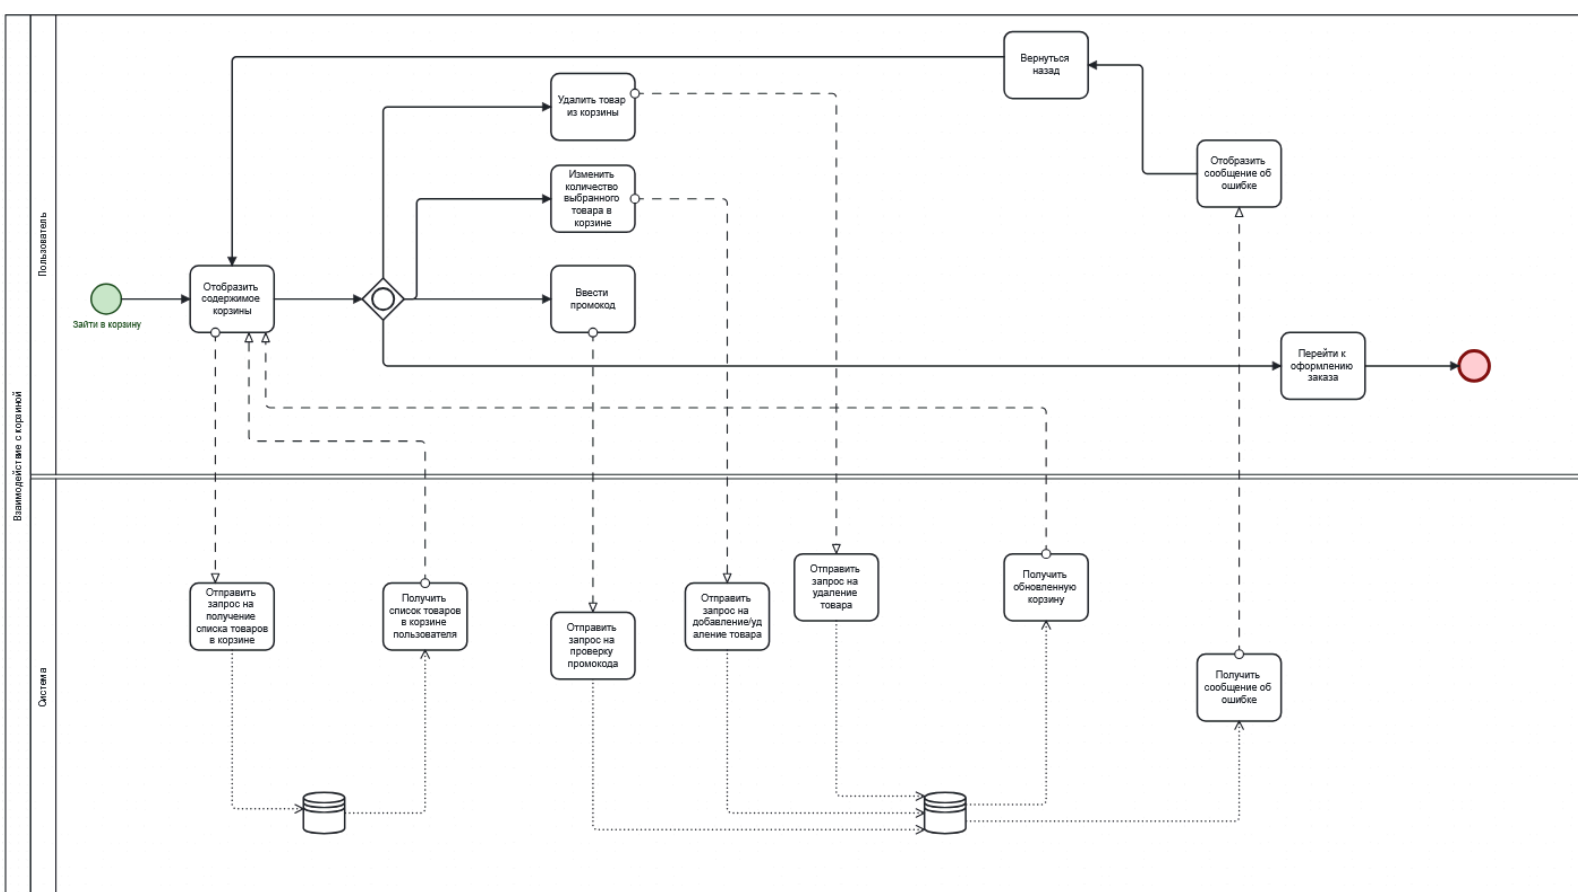 Взаимодействие с корзиной
Пользователь
Вернуться
назад
Удалить товар
из корзины
Отобразить
сообщение об
ошибке
Изменить
количество
выбранного
товара в
корзине
Зайти в корзину
Отобразить
содержимое
корзины
Ввести
промокод
Перейти к
оформлению
заказа
Система
Отправить
запрос на
получение
списка товаров
в корзине
Получить
список товаров
в корзине
пользователя
Отправить
запрос на
проверку
промокода
Отправить
запрос на
добавление/уд
аление товара
Отправить
запрос на
удаление
товара
Получить
обновленную
корзину
Получить
сообщение об
ошибке